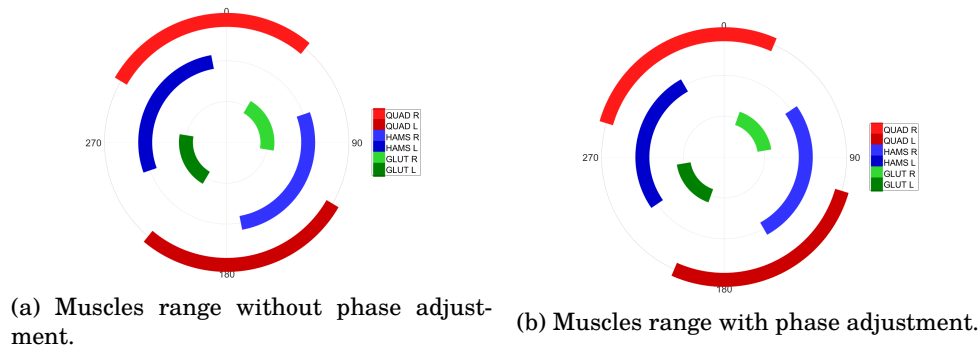 0
270
90
180
QUAD R
QUAD L
HAMS R
HAMS L
GLUT R
GLUT L
(a) Muscles range without phase adjust-
ment.
0
270
90
180
QUAD R
QUAD L
HAMS R
HAMS L
GLUT R
GLUT L
(b) Muscles range with phase adjustment.